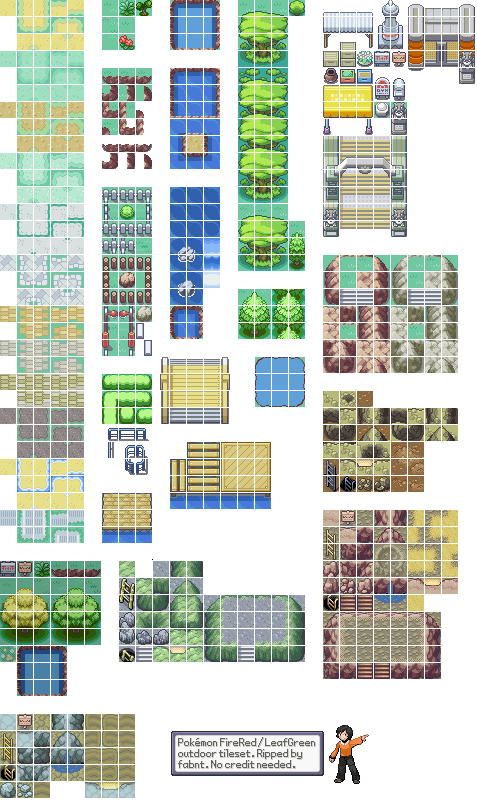 Pokémon FireRed/LeafGreen
outdoor tileset. Ripped by
fabnt. No credit needed.